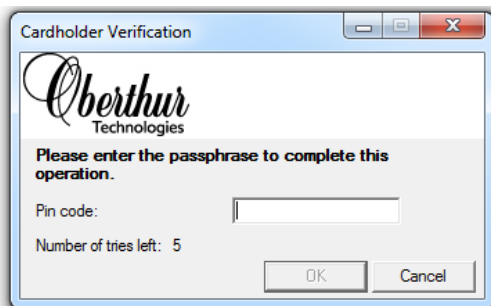 Cardholder Verification
Oberthur
Technologies
Please enter the passphrase to complete this
operation.
Pin code:
Number of tries left: 5
OK
Cancel